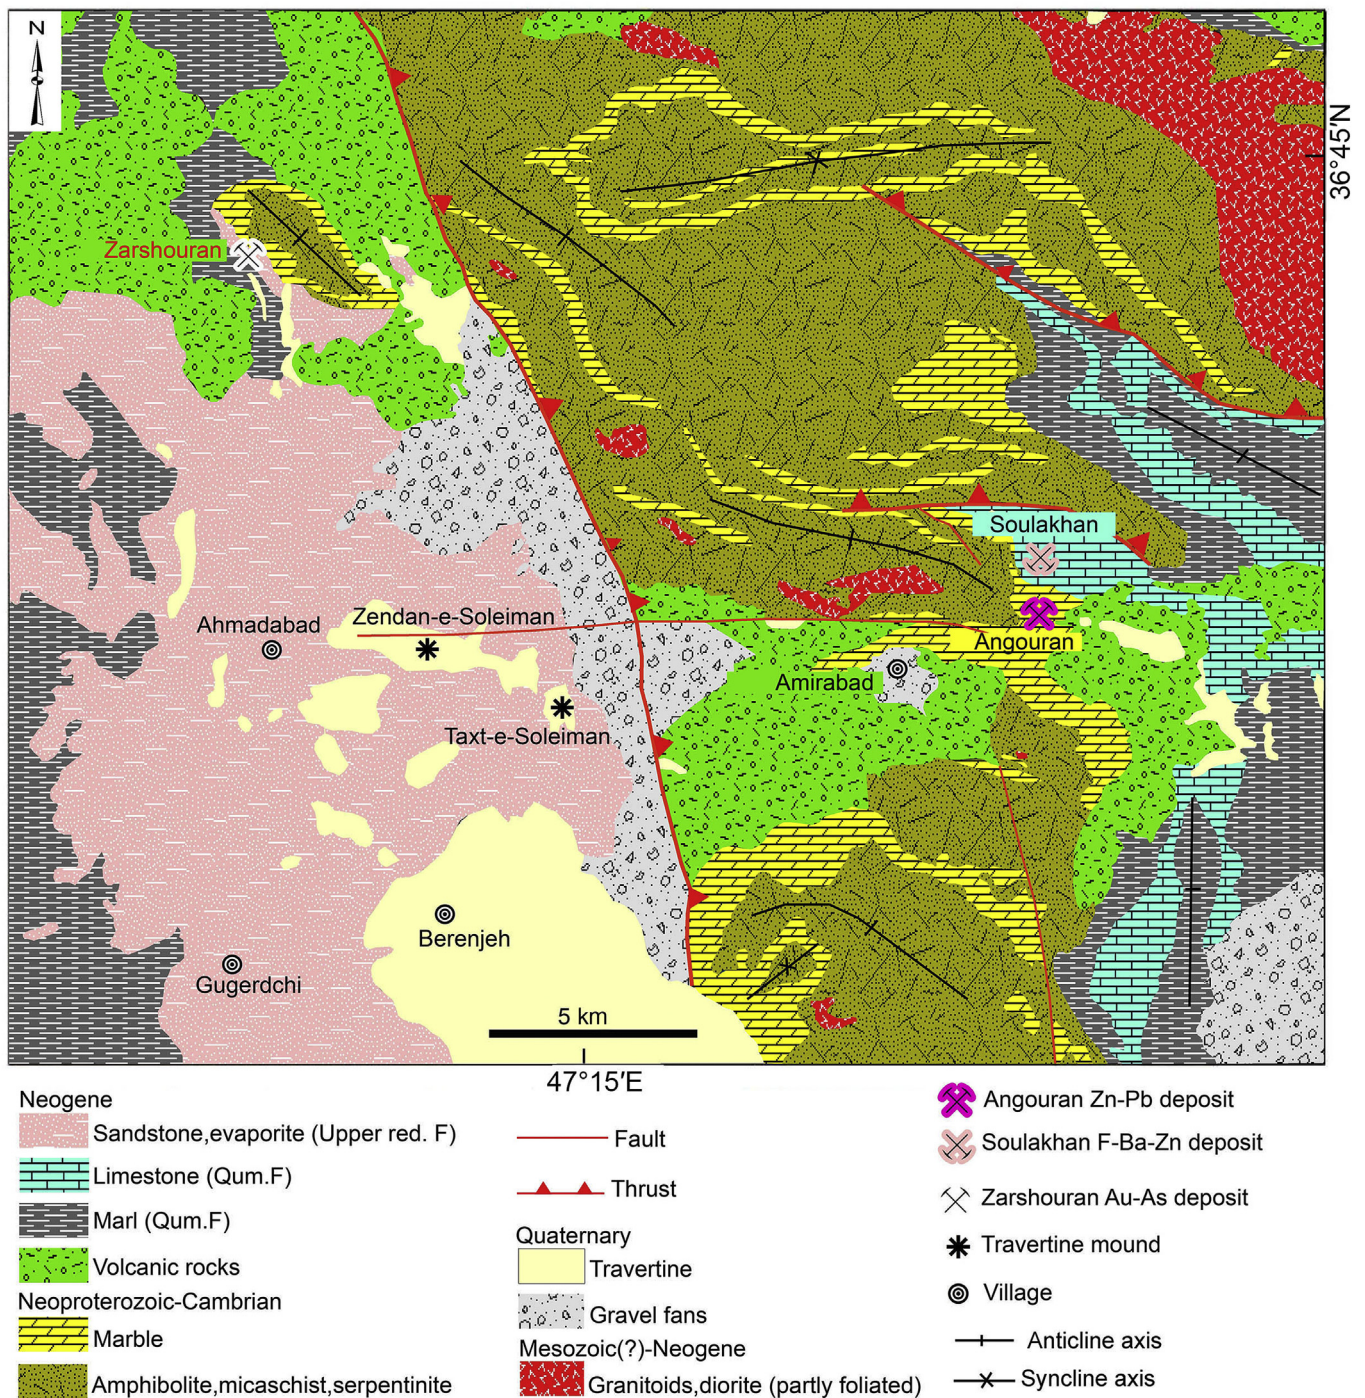 N
36°45′N
Zarshouran
Soulakhan
Zendan-e-Soleiman
Ahmadabad
Angouran
Amirabad
Taxt-e-Soleiman
Berenjeh
Gugerdchi
5 km
47°15′E
Neogene
Sandstone,evaporite (Upper red. F)
Limestone (Qum.F)
Marl (Qum.F)
Volcanic rocks
Neoproterozoic-Cambrian
Marble
Amphibolite,micaschist,serpentinite
Fault
Thrust
Quaternary
Travertine
Gravel fans
Mesozoic(?)-Neogene
Granitoids,diorite (partly foliated)
Angouran Zn-Pb deposit
Soulakhan F-Ba-Zn deposit
Zarshouran Au-As deposit
Travertine mound
Village
Anticline axis
Syncline axis